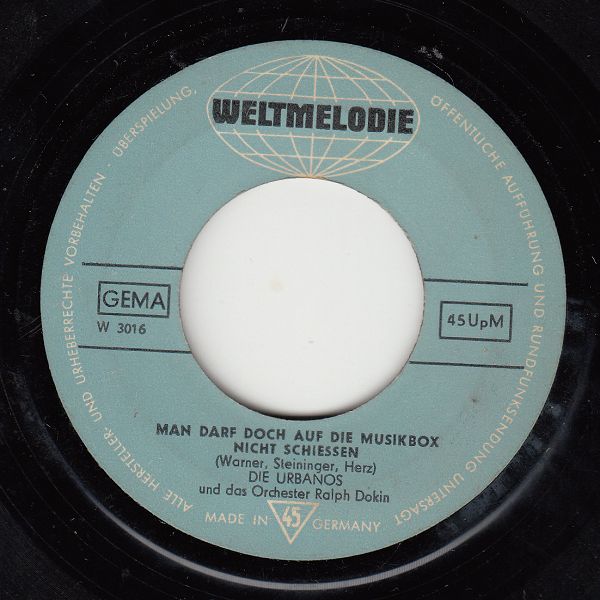 WELTMELODIE
ALLE HERSTELLER- UND URHEBERRECHTE VORBEHALTEN · ÜBERSPIELUNG, ÖFFENTLICHE AUFFÜHRUNG UND RUNDFUNKSENDUNG UNTERSAGT
GEMA
W 3016
45 UpM
MAN DARF DOCH AUF DIE MUSIKBOX
NICHT SCHIESSEN
(Warner, Steininger, Herz)
DIE URBANOS
und das Orchester Ralph Dokin
MADE IN 45 GERMANY